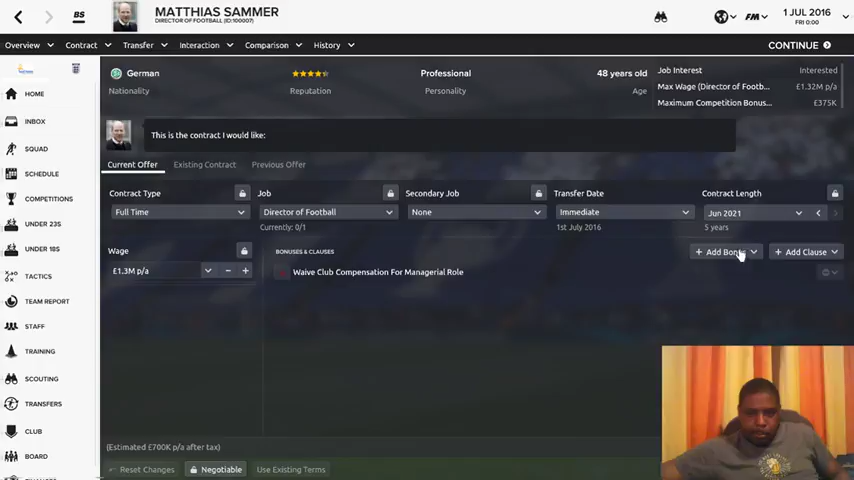 BS
MATTHIAS SAMMER
DIRECTOR OF FOOTBALL (ID:100007)
FM
1 JUL 2016
FRI 0:00
Overview
Contract
Transfer
Interaction
Comparison
History
CONTINUE
German
Nationality
Reputation
Professional
Personality
48 years old
Age
Job Interest
Interested
Max Wage (Director of Footb...
£1.32M p/a
Maximum Competition Bonus...
£375K
HOME
INBOX
SQUAD
SCHEDULE
COMPETITIONS
UNDER 23S
UNDER 18S
TACTICS
TEAM REPORT
STAFF
TRAINING
SCOUTING
TRANSFERS
CLUB
BOARD
This is the contract I would like:
Current Offer
Existing Contract
Previous Offer
Contract Type
Full Time
Job
Director of Football
Currently: 0/1
Secondary Job
None
Transfer Date
Immediate
1st July 2016
Contract Length
Jun 2021
5 years
Wage
£1.3M p/a
BONUSES & CLAUSES
+ Add Bonus
+ Add Clause
Waive Club Compensation For Managerial Role
(Estimated £700K p/a after tax)
Reset Changes
Negotiable
Use Existing Terms